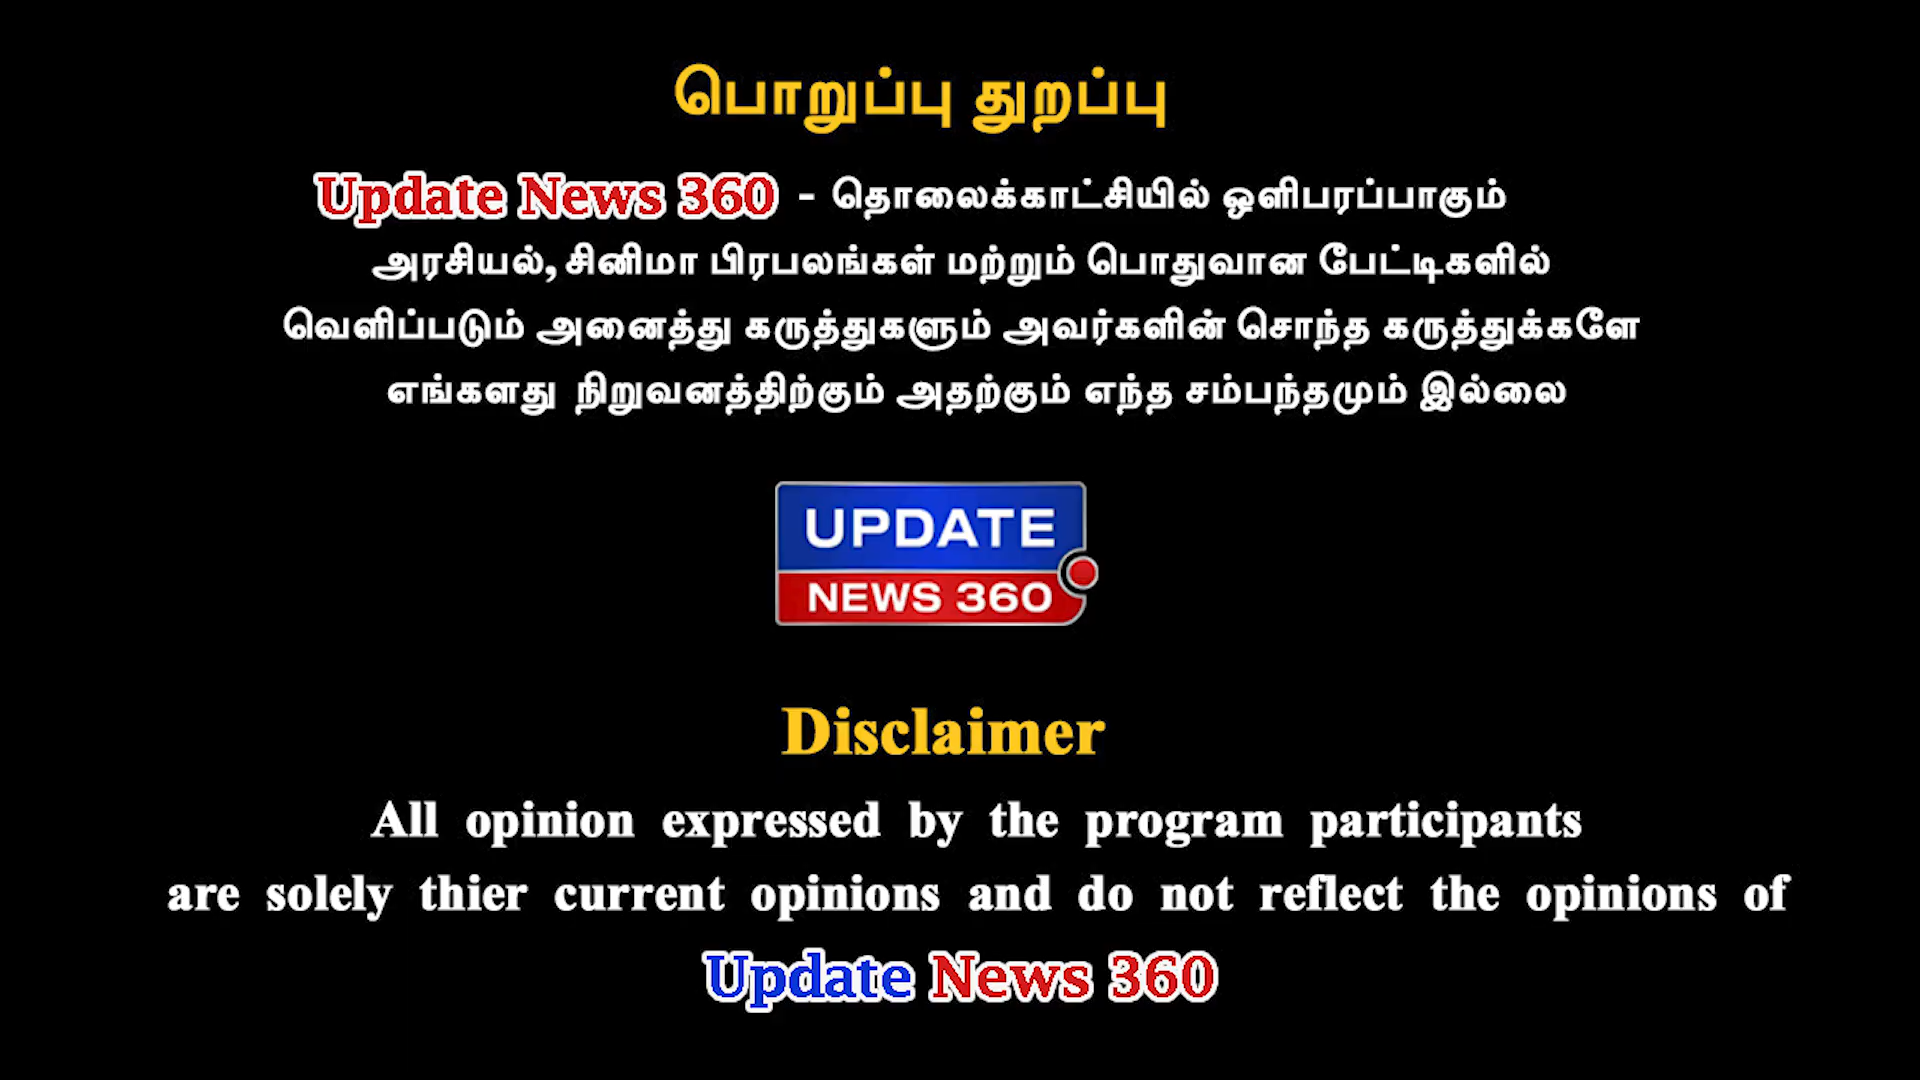 பொறுப்பு துறப்பு
Update News 360 - தொலைக்காட்சியில் ஒளிபரப்பாகும்
அரசியல், சினிமா பிரபலங்கள் மற்றும் பொதுவான பேட்டிகளில்
வெளிப்படும் அனைத்து கருத்துகளும் அவர்களின் சொந்த கருத்துக்களே
எங்களது நிறுவனத்திற்கும் அதற்கும் எந்த சம்பந்தமும் இல்லை
UPDATE
NEWS 360
Disclaimer
All opinion expressed by the program participants
are solely thier current opinions and do not reflect the opinions of
Update News 360